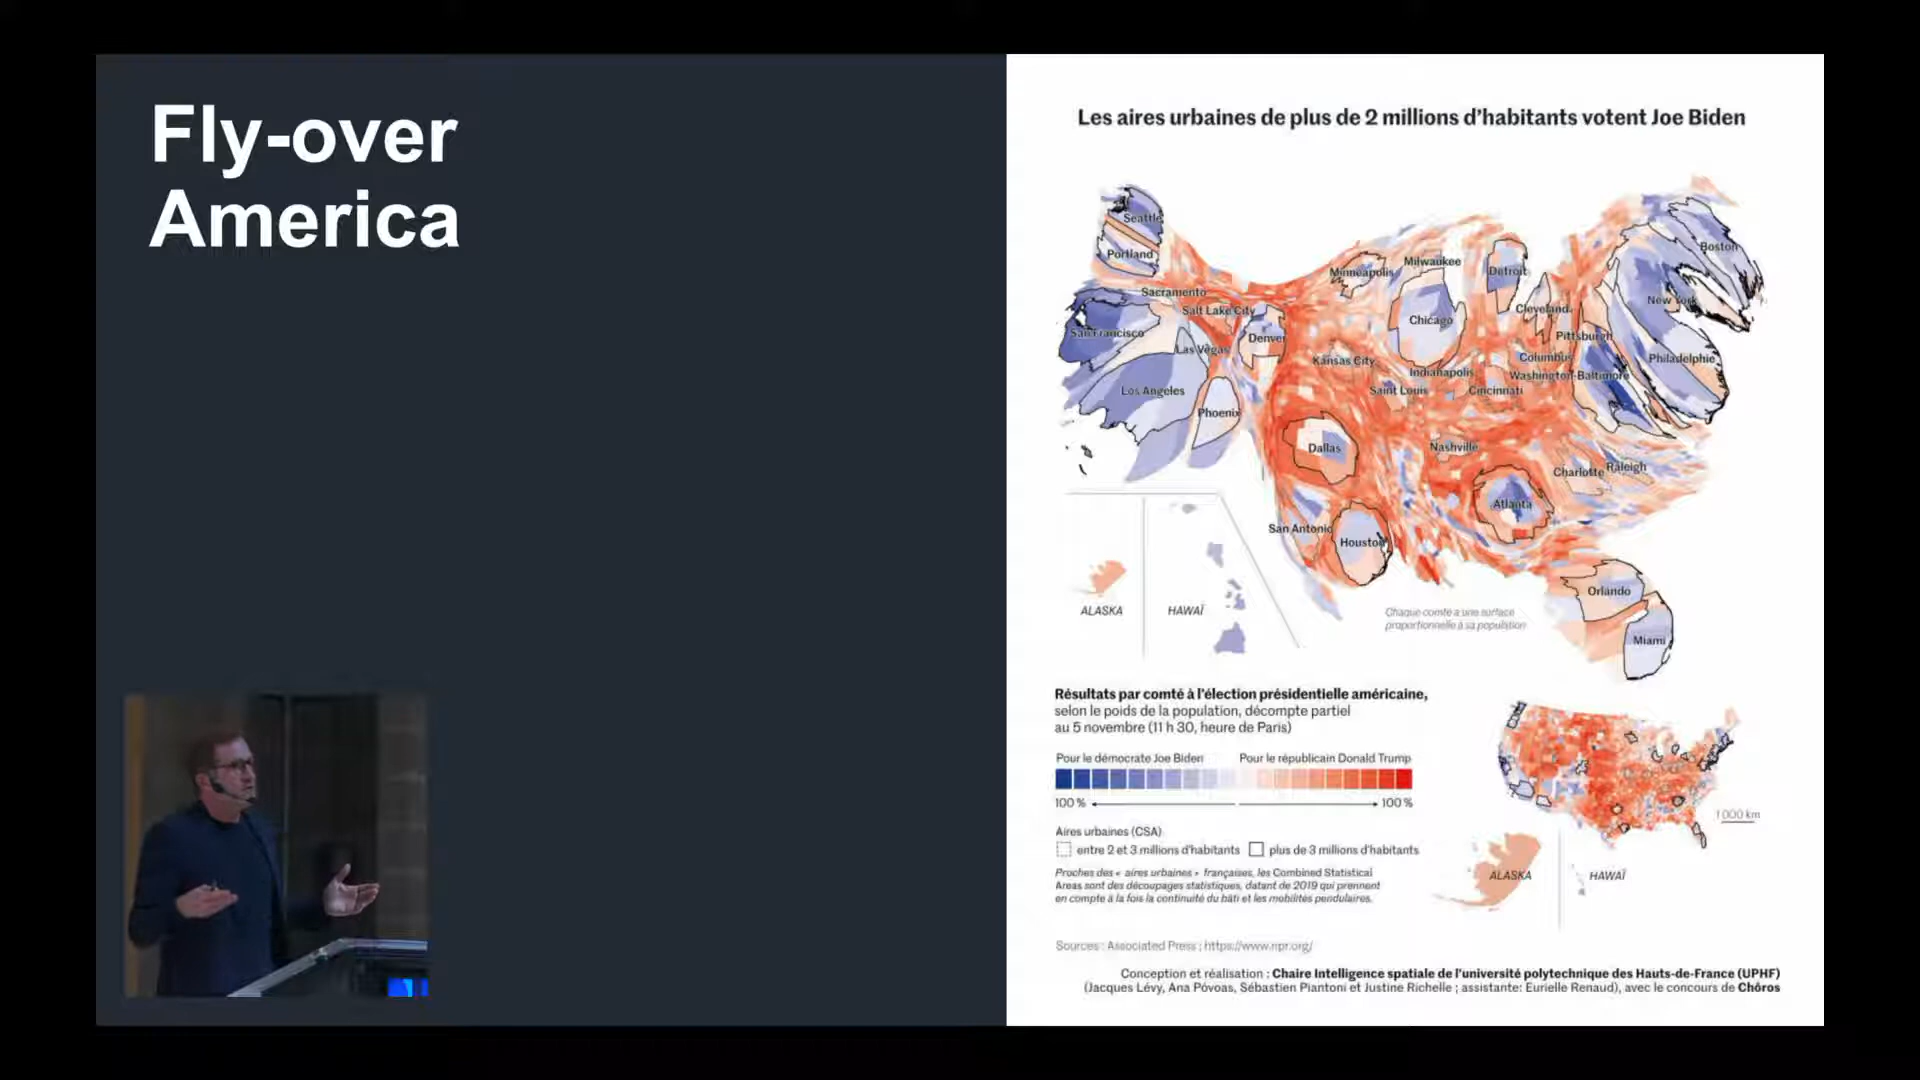 Fly-over
America
Les aires urbaines de plus de 2 millions d'habitants votent Joe Biden
Seattle
Portland
Sacramento
Salt Lake City
San Francisco
Las Vegas
Denver
Los Angeles
Phoenix
Minneapolis
Milwaukee
Détroit
Chicago
Cleveland
Pittsburgh
Boston
New York
Philadelphie
Kansas City
Indianapolis
Columbus
Washington-Baltimore
Saint Louis
Cincinnati
Dallas
Nashville
Charlotte
Raleigh
Atlanta
San Antonio
Houston
Orlando
Miami
ALASKA
HAWAÏ
Chaque comté a une surface
proportionnelle à sa population
Résultats par comté à l'élection présidentielle américaine,
selon le poids de la population, décompte partiel
au 5 novembre (11 h 30, heure de Paris)
Pour le démocrate Joe Biden
Pour le républicain Donald Trump
100 %
100 %
Aires urbaines (CSA)
entre 2 et 3 millions d'habitants
plus de 3 millions d'habitants
Proches des « aires urbaines » françaises, les Combined Statistical
Areas sont des découpages statistiques, datant de 2019 qui prennent
en compte à la fois la continuité du bâti et les mobilités pendulaires.
1 000 km
ALASKA
HAWAÏ
Sources : Associated Press ; https://www.npr.org/
Conception et réalisation : Chaire Intelligence spatiale de l'université polytechnique des Hauts-de-France (UPHF)
(Jacques Lévy, Ana Póvoas, Sébastien Piantoni et Justine Richelle ; assistante: Eurielle Renaud), avec le concours de Chôros